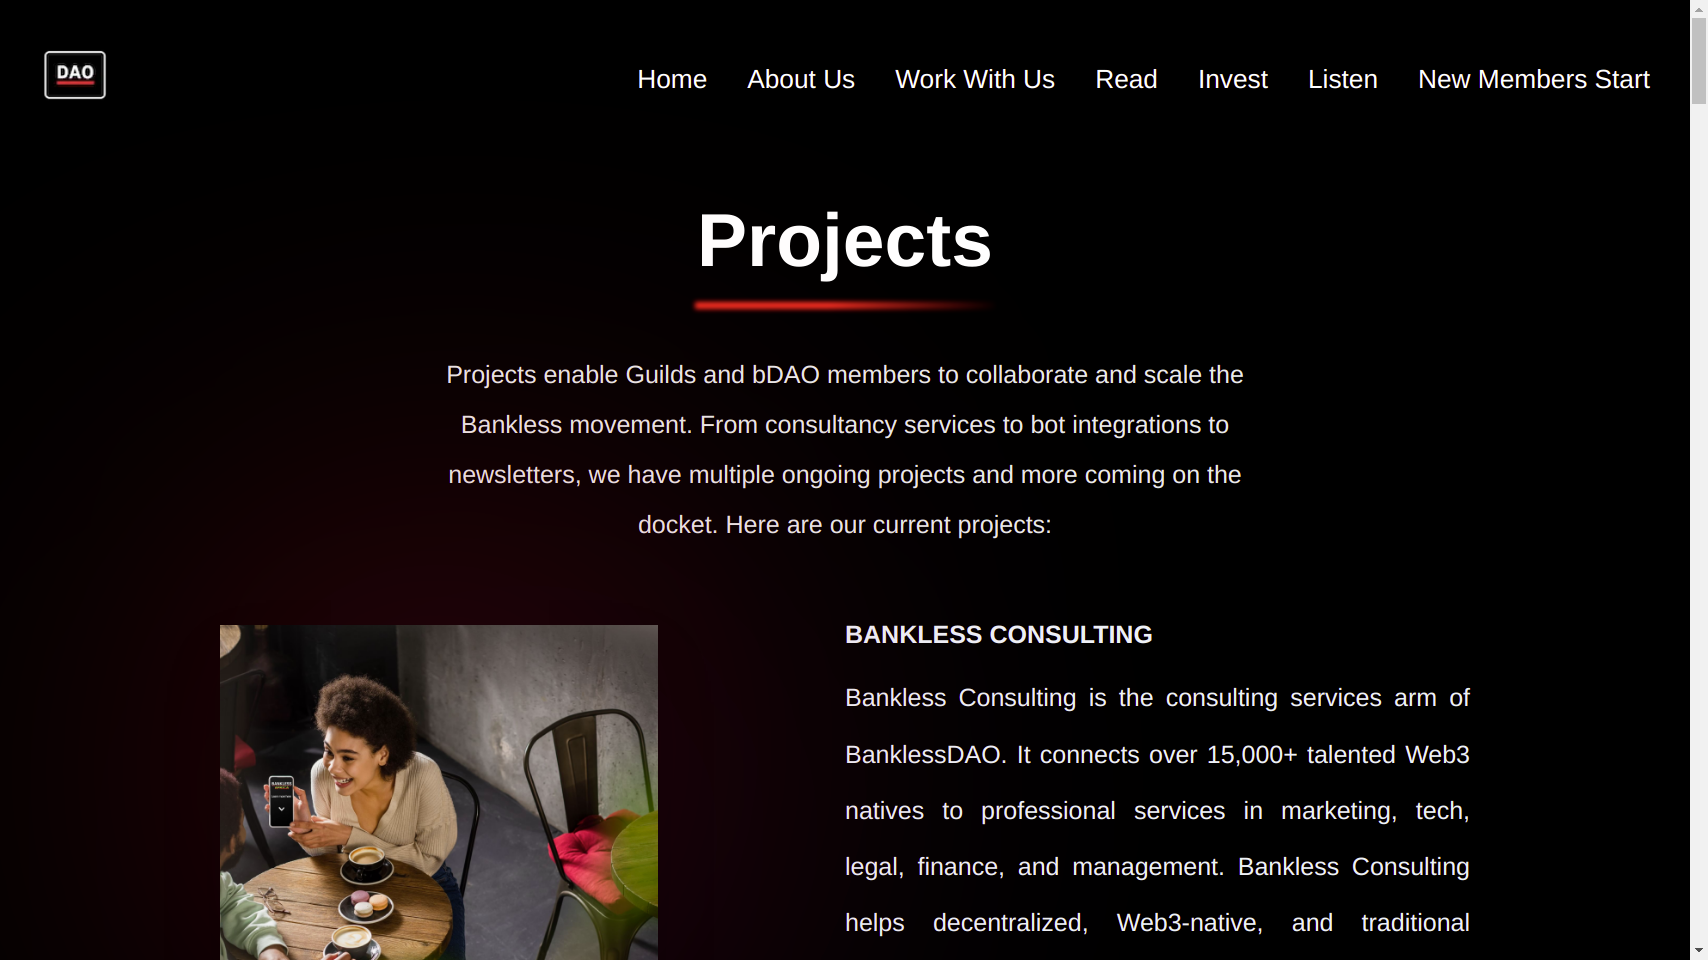 DAO
Home About Us Work With Us Read Invest Listen New Members Start
Projects
Projects enable Guilds and bDAO members to collaborate and scale the
Bankless movement. From consultancy services to bot integrations to
newsletters, we have multiple ongoing projects and more coming on the
docket. Here are our current projects:
BANKLESS CONSULTING
Bankless Consulting is the consulting services arm of
BanklessDAO. It connects over 15,000+ talented Web3
natives to professional services in marketing, tech,
legal, finance, and management. Bankless Consulting
helps decentralized, Web3-native, and traditional
BANKLESS